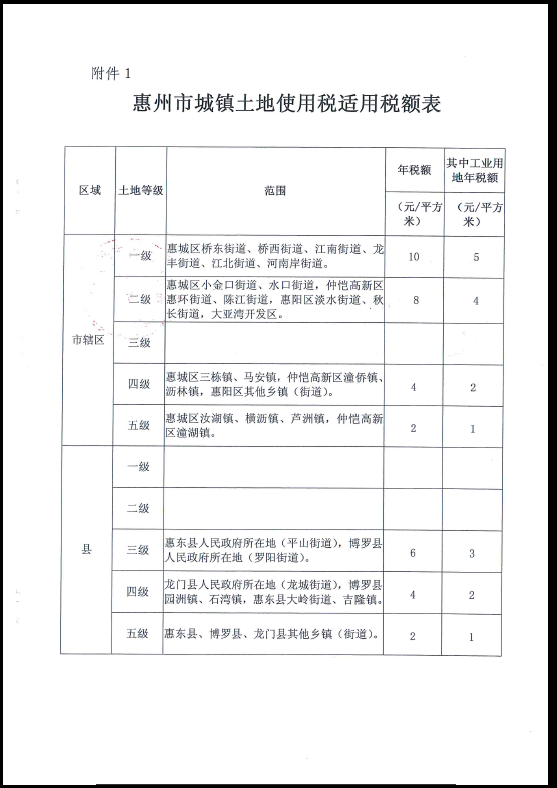 附件 1
惠州市城镇土地使用税适用税额表
区域
土地等级
范围
年税额
其中工业用
地年税额
（元/平方
米）
（元/平方
米）
市辖区
一级
惠城区桥东街道、桥西街道、江南街道、龙
丰街道、江北街道、河南岸街道。
10
5
二级
惠城区小金口街道、水口街道，仲恺高新区
惠环街道、陈江街道，惠阳区淡水街道、秋
长街道，大亚湾开发区。
8
4
三级
四级
惠城区三栋镇、马安镇，仲恺高新区潼侨镇、
沥林镇，惠阳区其他乡镇（街道）。
4
2
五级
惠城区汝湖镇、横沥镇、芦洲镇，仲恺高新
区潼湖镇。
2
1
县
一级
二级
三级
惠东县人民政府所在地（平山街道），博罗县
人民政府所在地（罗阳街道）。
6
3
四级
龙门县人民政府所在地（龙城街道），博罗县
园洲镇、石湾镇，惠东县大岭街道、吉隆镇。
4
2
五级
惠东县、博罗县、龙门县其他乡镇（街道）。
2
1